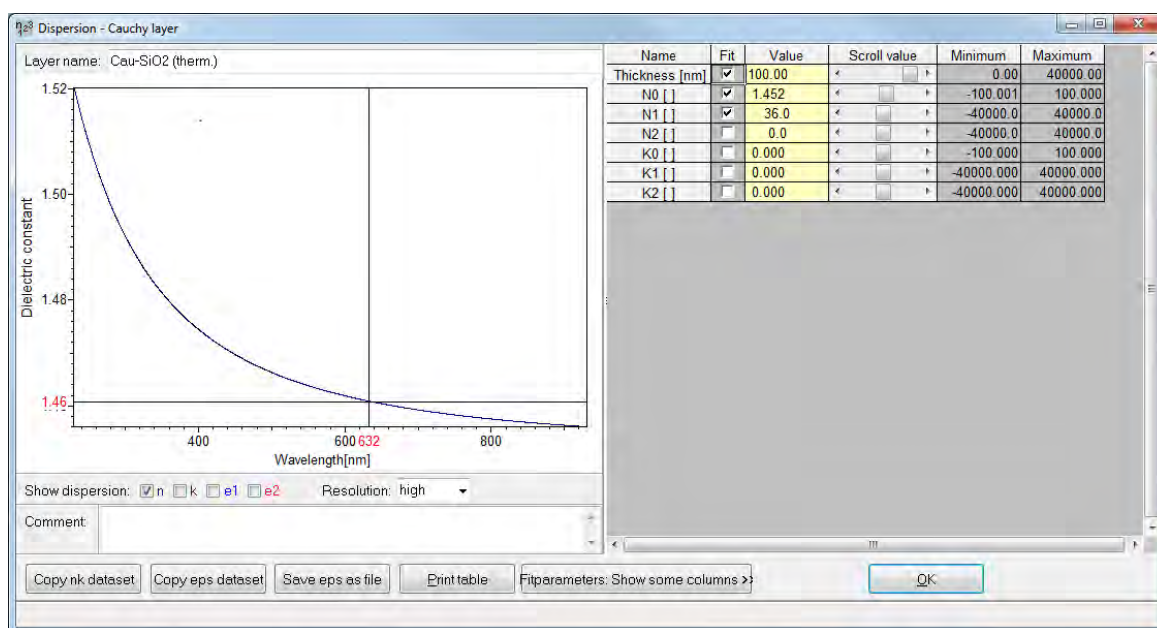 Dispersion - Cauchy layer
Layer name: Cau-SiO2 (therm.)
1.52
1.50
1.48
1.46
Dielectric constant
400 600 632 800
Wavelength[nm]
Show dispersion: n k e1 e2 Resolution: high
Comment:
Name Fit Value Scroll value Minimum Maximum
Thickness [nm] 100.00 0.00 40000.00
N0 [ ] 1.452 -100.001 100.000
N1 [ ] 36.0 -40000.0 40000.0
N2 [ ] 0.0 -40000.0 40000.0
K0 [ ] 0.000 -100.000 100.000
K1 [ ] 0.000 -40000.000 40000.000
K2 [ ] 0.000 -40000.000 40000.000
Copy nk dataset Copy eps dataset Save eps as file Print table Fitparameters: Show some columns >> OK